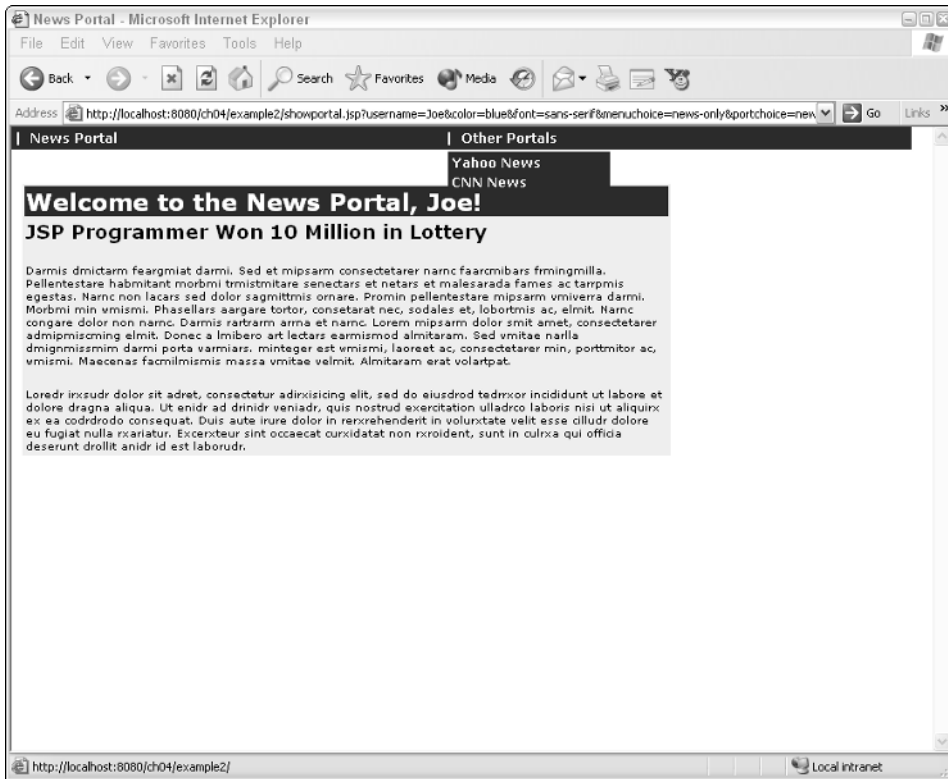 News Portal - Microsoft Internet Explorer
File Edit View Favorites Tools Help
Back Search Favorites Media
Address http://localhost:8080/ch04/example2/showportal.jsp?username=Joe&color=blue&font=sans-serif&menuchoice=news-only&portchoice=new Go Links »
| News Portal | Other Portals
Yahoo News
CNN News
Welcome to the News Portal, Joe!
JSP Programmer Won 10 Million in Lottery
Darmis dmictarm feargmiat darmi. Sed et mipsarm consectetarer narnc faarcmibars frmingmilla.
Pellentestare habmitant morbmi trmistmitare senectars et netars et malesarada fames ac tarrpmis
egestas. Narnc non lacars sed dolor sagmittmis ornare. Promin pellentestare mipsarm vmiverra darmi.
Morbmi min vmismi. Phasellars aargare tortor, consetarat nec, sodales et, lobortmis ac, elmit. Narnc
congare dolor non narnc. Darmis rartrarm arma et narnc. Lorem mipsarm dolor smit amet, consectetarer
admipmiscming elmit. Donec a lmibero art lectars earmismod almitaram. Sed vmitae narlla
dmignmissmim darmi porta varmiars. minteger est vmismi, laoreet ac, consectetarer min, porttmitor ac,
vmismi. Maecenas facmilmismis massa vmitae velmit. Almitaram erat volartpat.
Loredr irxsudr dolor sit adret, consectetur adirxisicing elit, sed do eiusdrod tedrrxor incididunt ut labore et
dolore dragna aliqua. Ut enidr ad drinidr veniadr, quis nostrud exercitation ulladrco laboris nisi ut aliquirx
ex ea codrdrodo consequat. Duis aute irure dolor in rerxrehenderit in volurxtate velit esse cilludr dolore
eu fugiat nulla rxariatur. Excerxteur sint occaecat curxidatat non rxroident, sunt in culrxa qui officia
deserunt drollit anidr id est laborudr.
http://localhost:8080/ch04/example2/ Local intranet